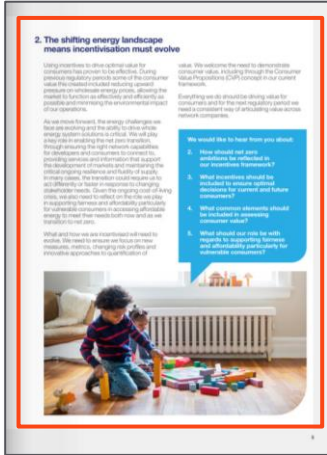 2. The shifting energy landscape
means incentivisation must evolve
Using incentives to drive optimal value for
consumers has proven to be effective. During
previous regulatory periods some of the consumer
value this created included reducing upward
pressure on wholesale energy prices, allowing the
market to function as effectively and efficiently as
possible and minimising the environmental impact
of our operations.
As we move forward, the energy challenges we
face are evolving and the ability to drive whole
energy system solutions is critical. We will play
a key role in enabling the net zero transition,
through ensuring the right network capabilities
for developers and consumers to connect to,
providing services and information that support
the development of markets and maintaining the
critical ongoing resilience and fluidity of supply.
In many cases, the transition could require us to
act differently or faster in response to changing
stakeholder needs. Given the ongoing cost of living
crisis, we also need to reflect on the role we play
in supporting fairness and affordability particularly
for vulnerable consumers in accessing affordable
energy to meet their needs both now and as we
transition to net zero.
What and how we are incentivised will need to
evolve. We need to ensure we focus on new
measures, metrics, changing risk profiles and
innovative approaches to quantification of
value. We welcome the need to demonstrate
consumer value, including through the Consumer
Value Propositions (CVP) concept in our current
framework.
Everything we do should be driving value for
consumers and for the next regulatory period we
need a consistent way of articulating value across
network companies.
We would like to hear from you about:
2. How should net zero
ambitions be reflected in
our incentives framework?
3. What incentives should be
included to ensure optimal
decisions for current and future
consumers?
4. What common elements should
be included in assessing
consumer value?
5. What should our role be with
regards to supporting fairness
and affordability particularly for
vulnerable consumers?